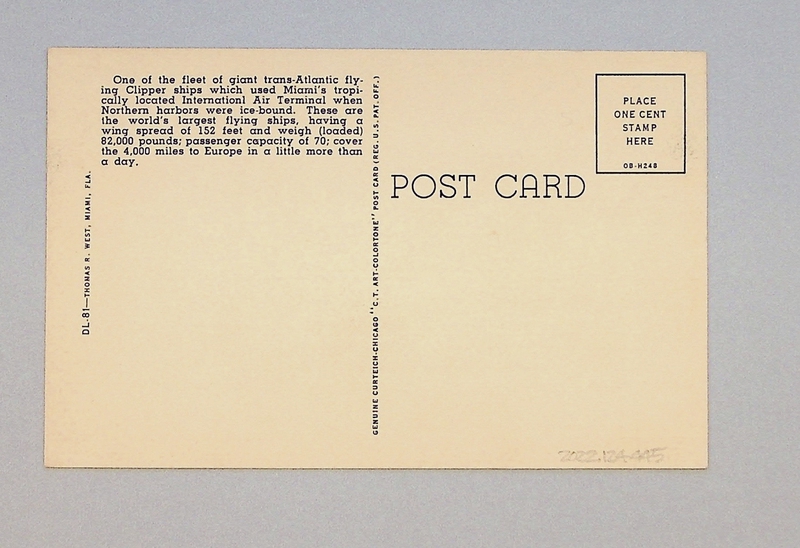 One of the fleet of giant trans-Atlantic fly-
ing Clipper ships which used Miami's tropi-
cally located Internationl Air Terminal when
Northern harbors were ice-bound. These are
the world's largest flying ships, having a
wing spread of 152 feet and weigh (loaded)
82,000 pounds; passenger capacity of 70; cover
the 4,000 miles to Europe in a little more than
a day.
DL-81—THOMAS R. WEST, MIAMI, FLA.
GENUINE CURTEICH-CHICAGO "C.T. ART-COLORTONE" POST CARD (REG. U.S. PAT. OFF.)
POST CARD
PLACE
ONE CENT
STAMP
HERE
OB-H248